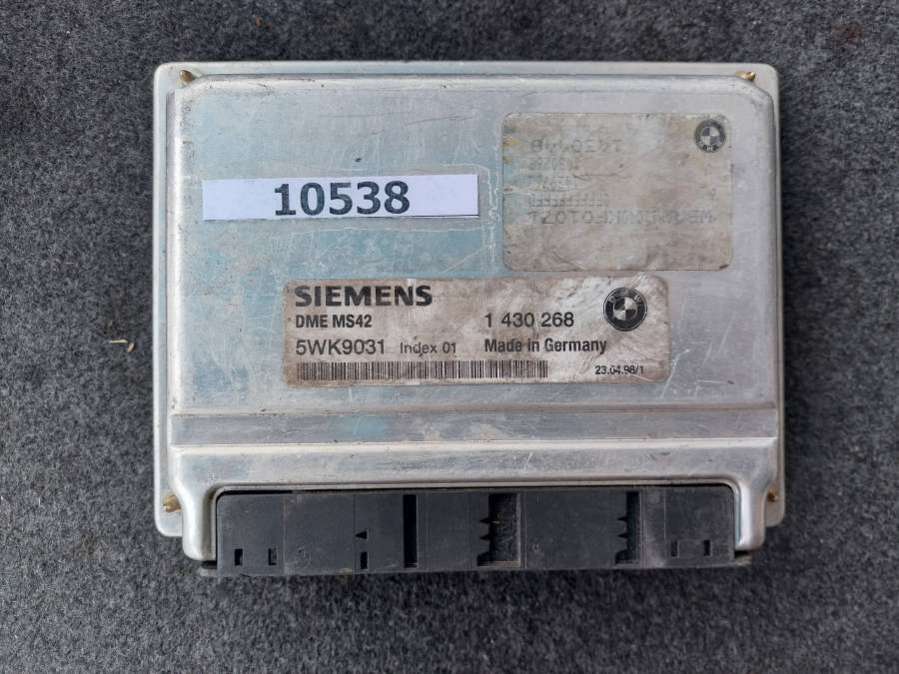 10538
SIEMENS
DME MS42 1 430 268
5WK9031 Index 01 Made in Germany
23.04.98/1